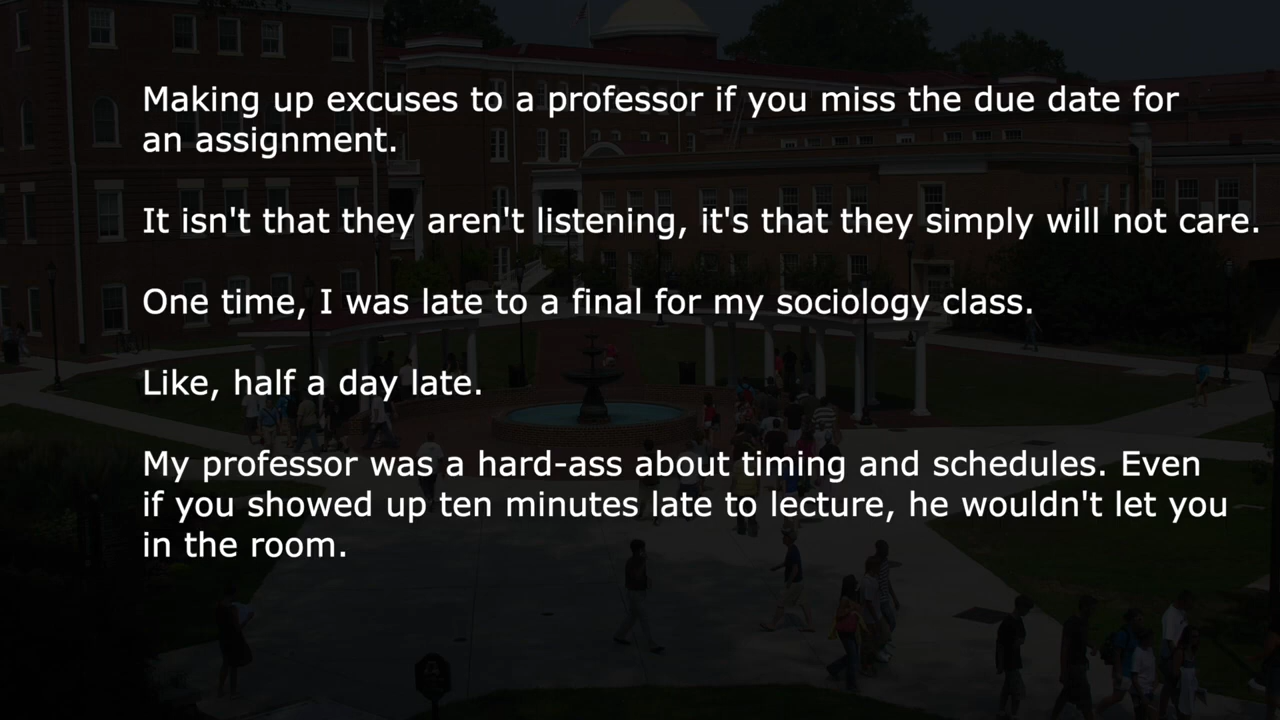 Making up excuses to a professor if you miss the due date for
an assignment.
It isn't that they aren't listening, it's that they simply will not care.
One time, I was late to a final for my sociology class.
Like, half a day late.
My professor was a hard-ass about timing and schedules. Even
if you showed up ten minutes late to lecture, he wouldn't let you
in the room.